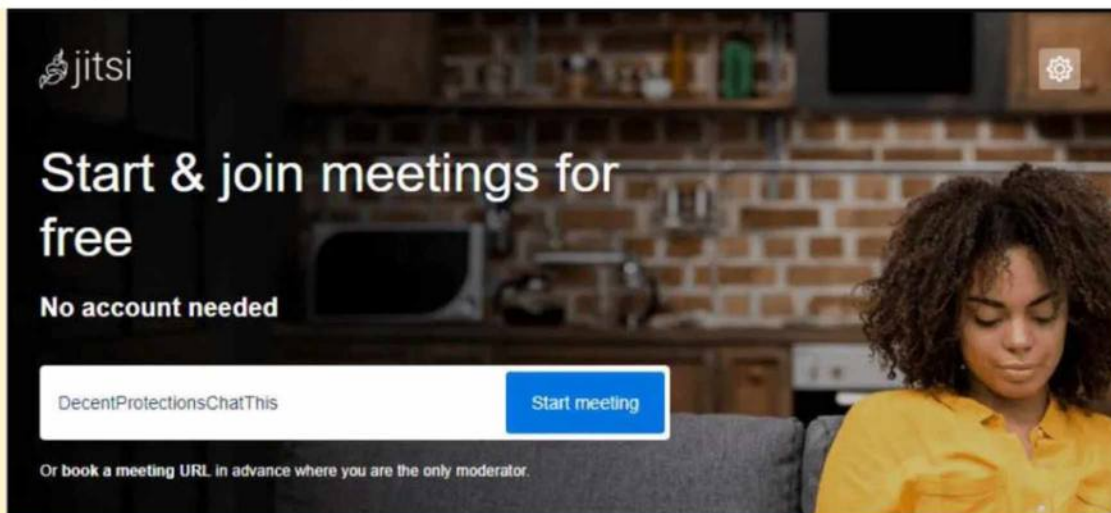 jitsi
Start & join meetings for
free
No account needed
DecentProtectionsChatThis
Start meeting
Or book a meeting URL in advance where you are the only moderator.